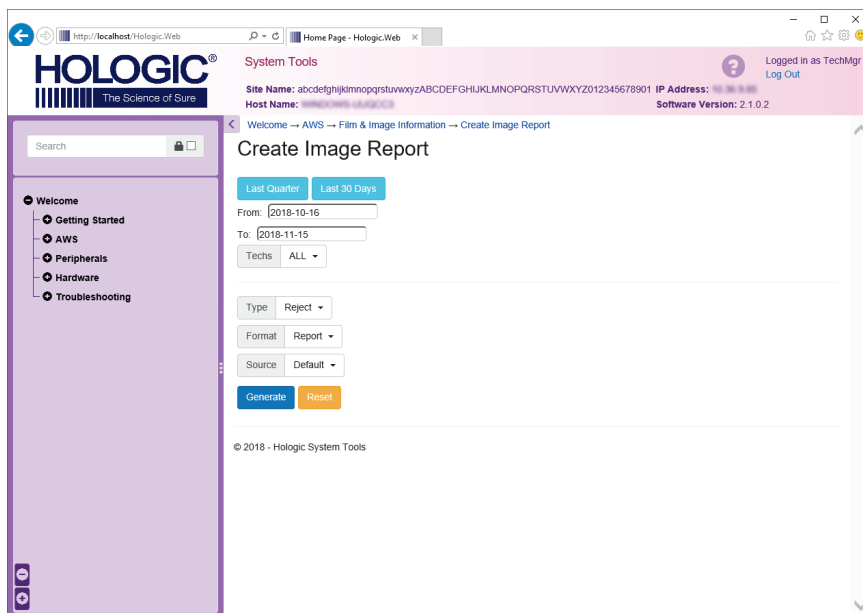 http://localhost/Hologic.Web
Home Page - Hologic.Web
HOLOGIC®
The Science of Sure
System Tools
Logged in as TechMgr
Log Out
Site Name: abcdefghijklmnopqrstuvwxyzABCDEFGHIJKLMNOPQRSTUVWXYZ012345678901 IP Address:
Host Name:
Software Version: 2.1.0.2
Search
Welcome
Getting Started
AWS
Peripherals
Hardware
Troubleshooting
Welcome → AWS → Film & Image Information → Create Image Report
Create Image Report
Last Quarter Last 30 Days
From: 2018-10-16
To: 2018-11-15
Techs ALL
Type Reject
Format Report
Source Default
Generate Reset
© 2018 - Hologic System Tools